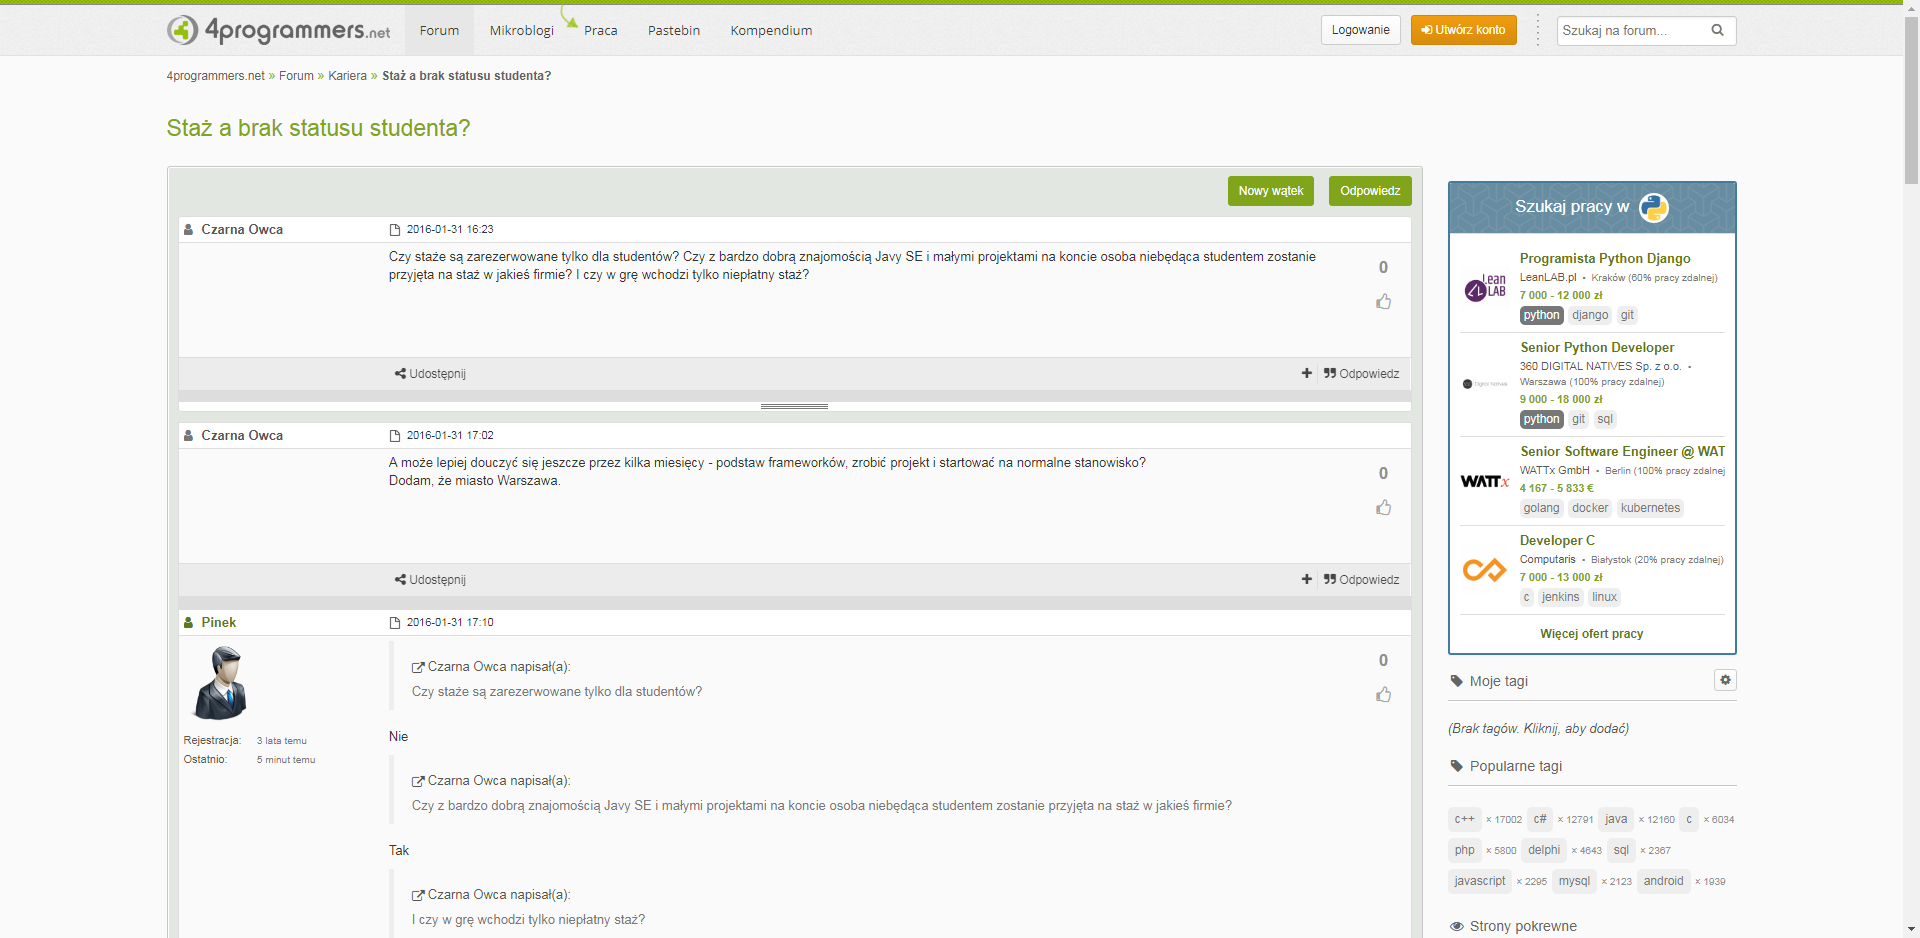 4programmers.net
Forum
Mikroblogi
Praca
Pastebin
Kompendium
Logowanie
Utwórz konto
Szukaj na forum...
4programmers.net » Forum » Kariera » Staż a brak statusu studenta?
Staż a brak statusu studenta?
Nowy wątek
Odpowiedz
Czarna Owca
2016-01-31 16:23
Czy staże są zarezerwowane tylko dla studentów? Czy z bardzo dobrą znajomością Javy SE i małymi projektami na koncie osoba niebędąca studentem zostanie
przyjęta na staż w jakieś firmie? I czy w grę wchodzi tylko niepłatny staż?
0
Udostępnij
Odpowiedz
Czarna Owca
2016-01-31 17:02
A może lepiej douczyć się jeszcze przez kilka miesięcy - podstaw frameworków, zrobić projekt i startować na normalne stanowisko?
Dodam, że miasto Warszawa.
0
Udostępnij
Odpowiedz
Pinek
2016-01-31 17:10
Rejestracja: 3 lata temu
Ostatnio: 5 minut temu
Czarna Owca napisał(a):
Czy staże są zarezerwowane tylko dla studentów?
0
Nie
Czarna Owca napisał(a):
Czy z bardzo dobrą znajomością Javy SE i małymi projektami na koncie osoba niebędąca studentem zostanie przyjęta na staż w jakieś firmie?
Tak
Czarna Owca napisał(a):
I czy w grę wchodzi tylko niepłatny staż?
Szukaj pracy w
Lean LAB
Programista Python Django
LeanLAB.pl • Kraków (60% pracy zdalnej)
7 000 - 12 000 zł
python django git
Senior Python Developer
360 DIGITAL NATIVES Sp. z o.o. •
Warszawa (100% pracy zdalnej)
9 000 - 18 000 zł
python git sql
WATTx
Senior Software Engineer @ WAT
WATTx GmbH • Berlin (100% pracy zdalnej
4 167 - 5 833 €
golang docker kubernetes
Developer C
Computaris • Białystok (20% pracy zdalnej)
7 000 - 13 000 zł
c jenkins linux
Więcej ofert pracy
Moje tagi
(Brak tagów. Kliknij, aby dodać)
Popularne tagi
c++ × 17002 c# × 12791 java × 12160 c × 6034
php × 5800 delphi × 4643 sql × 2367
javascript × 2295 mysql × 2123 android × 1939
Strony pokrewne